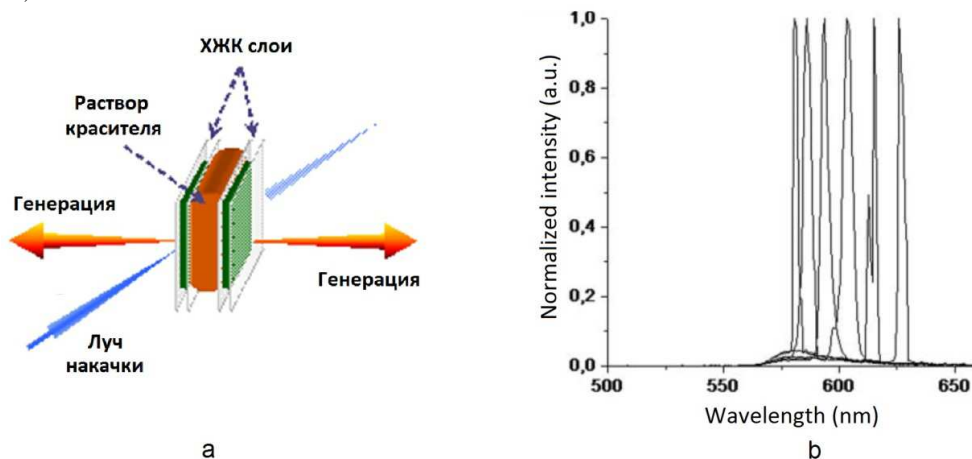 ХЖК слои
Раствор
красителя
Генерация
Генерация
Луч
накачки
a
Normalized intensity (a.u.)
1,0
0,8
0,6
0,4
0,2
0,0
500
550
600
650
Wavelength (nm)
b